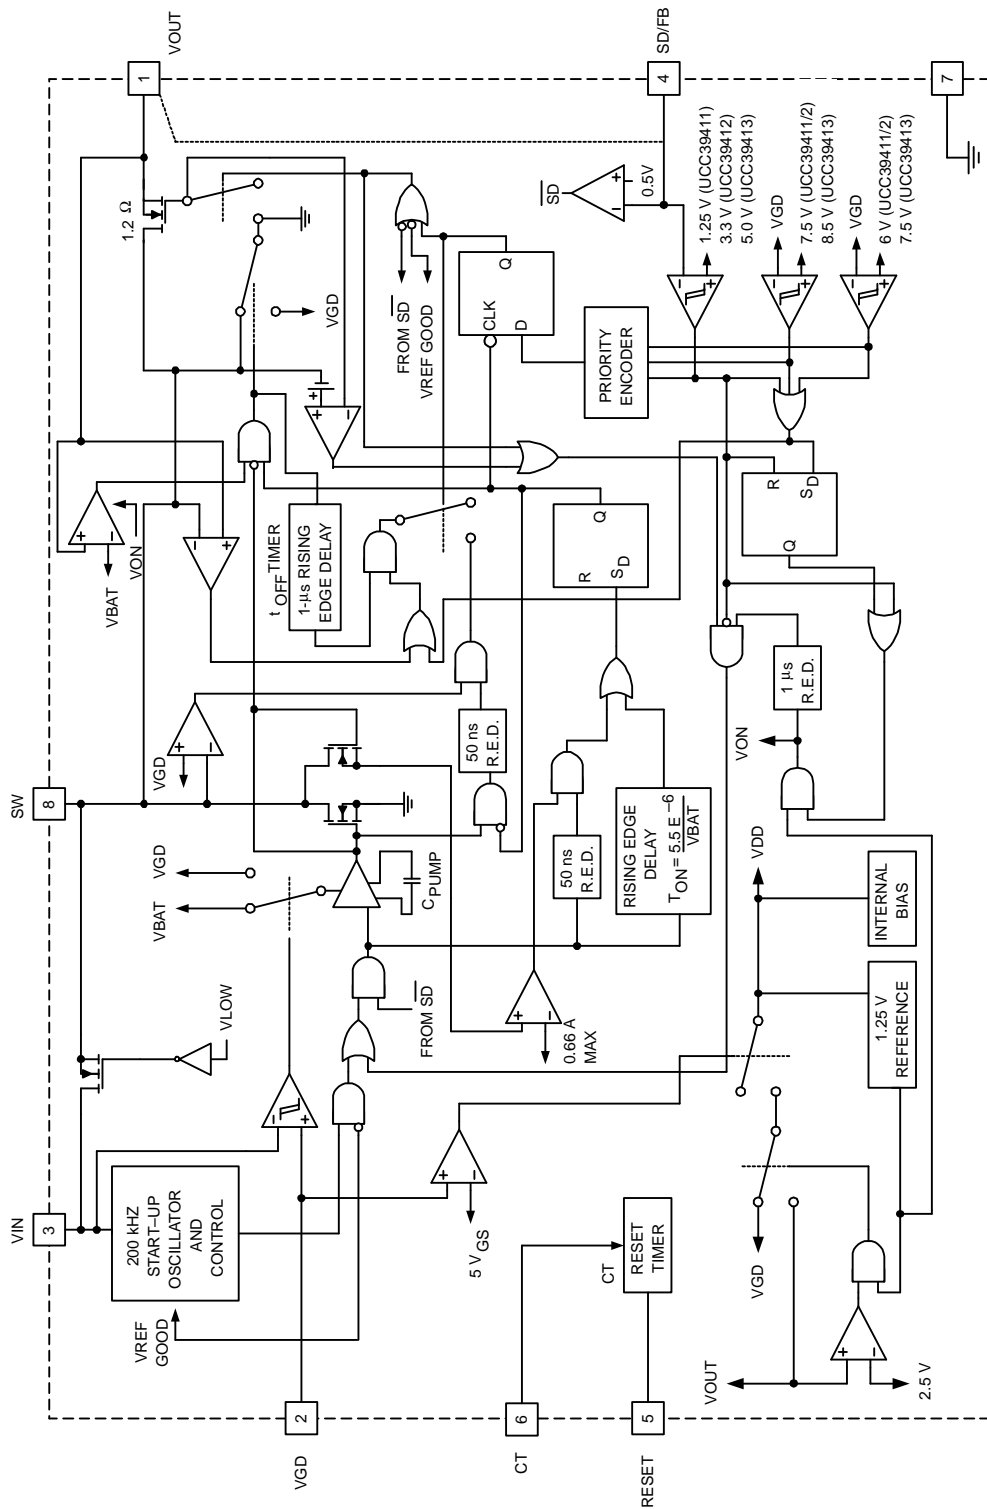 VOUT
1
SD/FB
4
7
1.2 Ω
SD
0.5V
1.25 V (UCC39411)
3.3 V (UCC39412)
5.0 V (UCC39413)
VGD
7.5 V (UCC39411/2)
8.5 V (UCC39413)
VGD
6 V (UCC39411/2)
7.5 V (UCC39413)
VGD
FROM SD
VREF GOOD
Q
CLK
D
PRIORITY
ENCODER
+
+
–
+
–
VBAT
VON
–
+
tOFF TIMER
1-μs RISING
EDGE DELAY
Q
R
SD
R
SD
Q
SW
8
+
–
VGD
50 ns
R.E.D.
1 μs
R.E.D.
VON
VGD
VBAT
CPUMP
50 ns
R.E.D.
RISING EDGE
DELAY
TON = 5.5 E –6
VBAT
VDD
INTERNAL
BIAS
VLOW
FROM SD
+
–
0.66 A
MAX
1.25 V
REFERENCE
VIN
3
200 kHZ
START–UP
OSCILLATOR
AND
CONTROL
–
+
VREF
GOOD
+
–
5 VGS
CT
RESET
TIMER
VGD
VOUT
+
–
2.5 V
2
VGD
6
CT
5
RESET